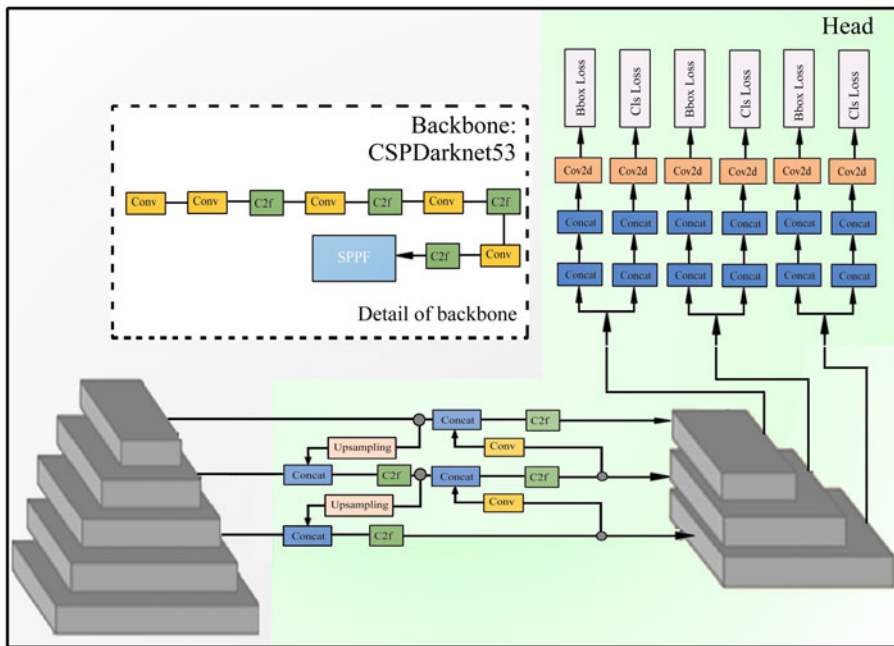 Head
Bbox Loss
Cls Loss
Bbox Loss
Cls Loss
Bbox Loss
Cls Loss
Cov2d
Cov2d
Cov2d
Cov2d
Cov2d
Cov2d
Concat
Concat
Concat
Concat
Concat
Concat
Concat
Concat
Concat
Concat
Concat
Concat
Backbone:
CSPDarknet53
Conv
Conv
C2f
Conv
C2f
Conv
C2f
SPPF
C2f
Conv
Detail of backbone
Concat
C2f
Upsampling
Conv
Concat
C2f
Concat
C2f
Upsampling
Conv
Concat
C2f